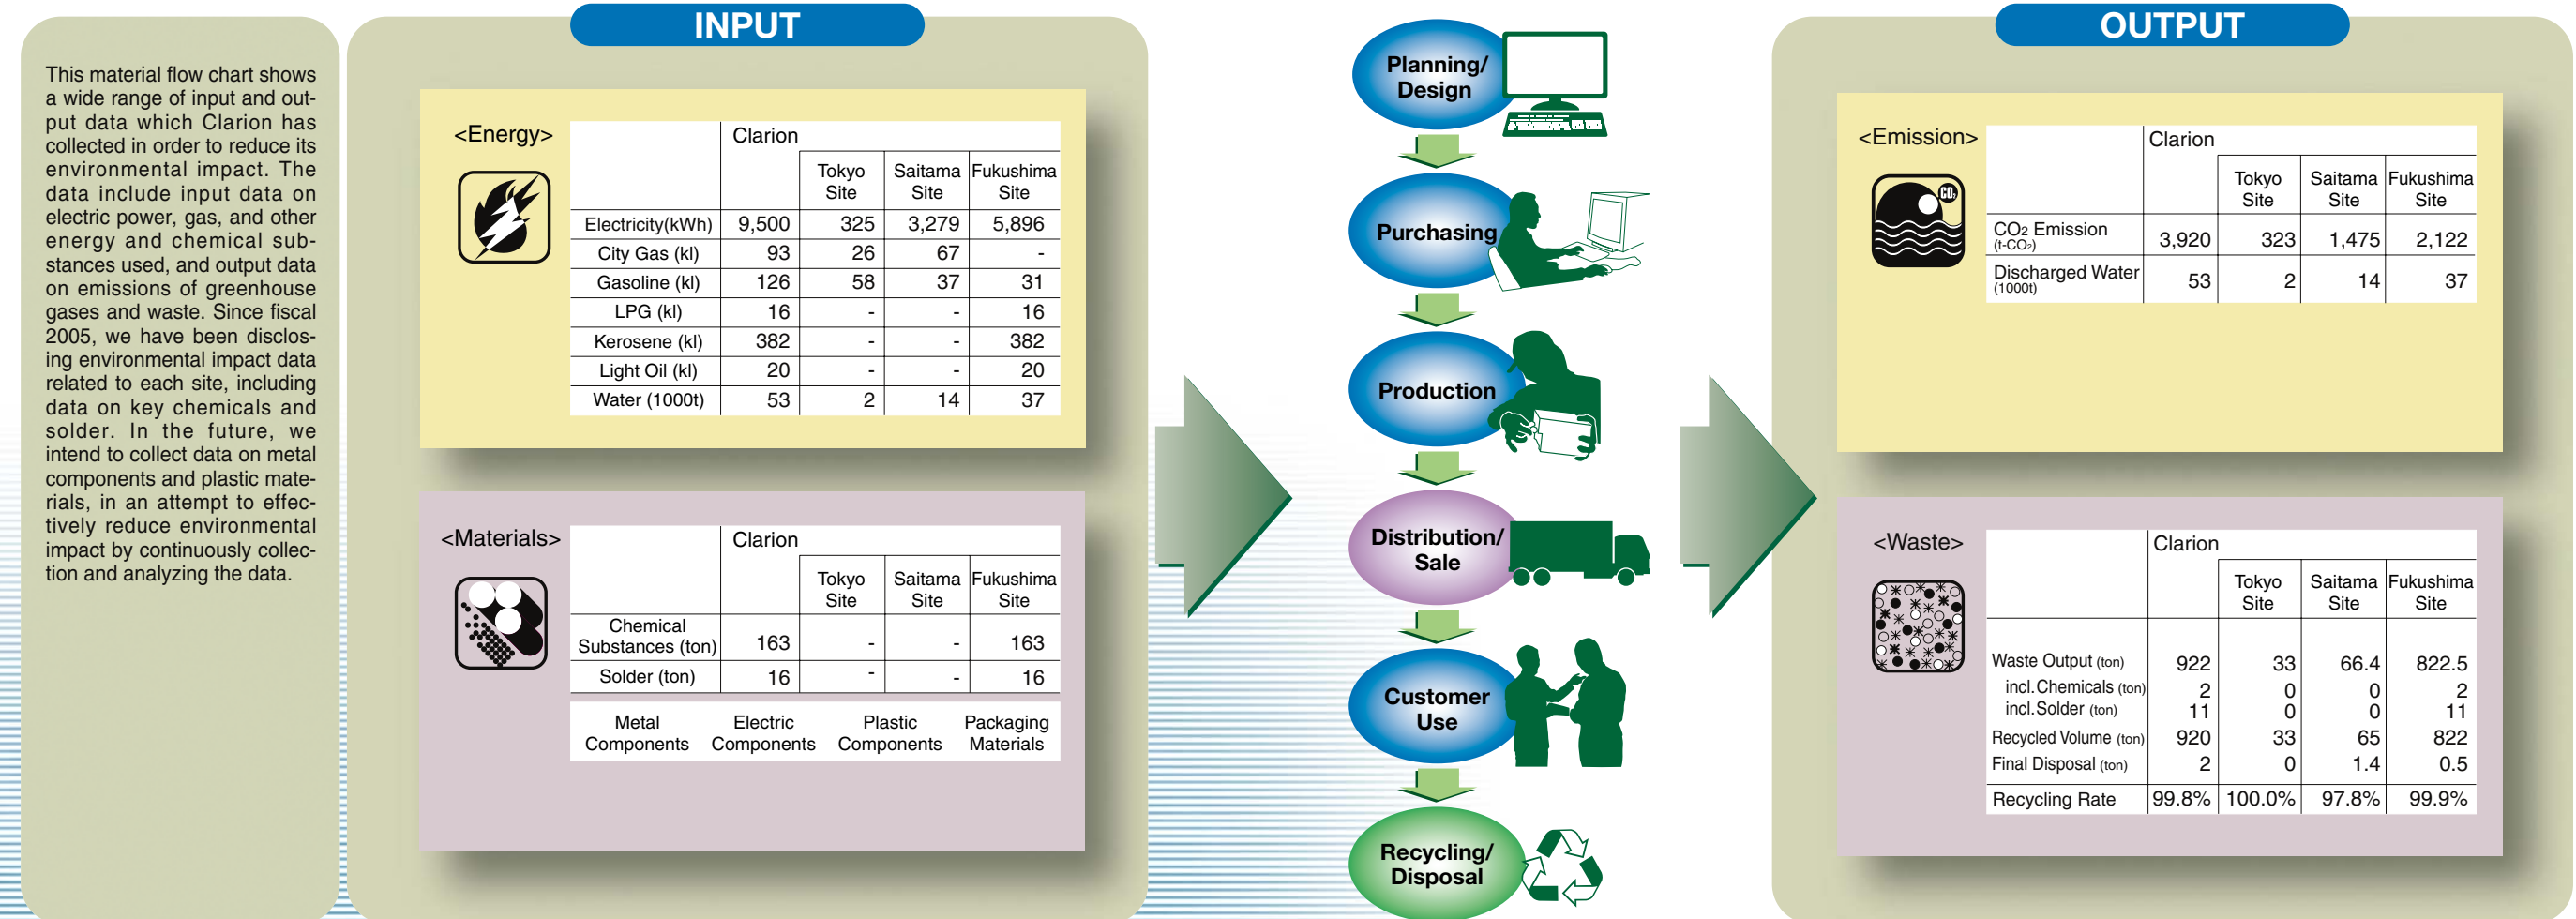 This material flow chart shows
a wide range of input and out-
put data which Clarion has
collected in order to reduce its
environmental impact. The
data include input data on
electric power, gas, and other
energy and chemical sub-
stances used, and output data
on emissions of greenhouse
gases and waste. Since fiscal
2005, we have been disclos-
ing environmental impact data
related to each site, including
data on key chemicals and
solder. In the future, we
intend to collect data on metal
components and plastic mate-
rials, in an attempt to effec-
tively reduce environmental
impact by continuously collec-
tion and analyzing the data.
INPUT
<Energy>
Clarion
Tokyo Site Saitama Site Fukushima Site
Electricity(kWh) 9,500 325 3,279 5,896
City Gas (kl) 93 26 67 -
Gasoline (kl) 126 58 37 31
LPG (kl) 16 - - 16
Kerosene (kl) 382 - - 382
Light Oil (kl) 20 - - 20
Water (1000t) 53 2 14 37
<Materials>
Clarion
Tokyo Site Saitama Site Fukushima Site
Chemical
Substances (ton) 163 - - 163
Solder (ton) 16 - - 16
Metal Electric Plastic Packaging
Components Components Components Materials
Planning/
Design
Purchasing
Production
Distribution/
Sale
Customer
Use
Recycling/
Disposal
OUTPUT
<Emission>
CO2
Clarion
Tokyo Site Saitama Site Fukushima Site
CO2 Emission
(t-CO2) 3,920 323 1,475 2,122
Discharged Water
(1000t) 53 2 14 37
<Waste>
Clarion
Tokyo Site Saitama Site Fukushima Site
Waste Output (ton) 922 33 66.4 822.5
incl.Chemicals (ton) 2 0 0 2
incl.Solder (ton) 11 0 0 11
Recycled Volume (ton) 920 33 65 822
Final Disposal (ton) 2 0 1.4 0.5
Recycling Rate 99.8% 100.0% 97.8% 99.9%